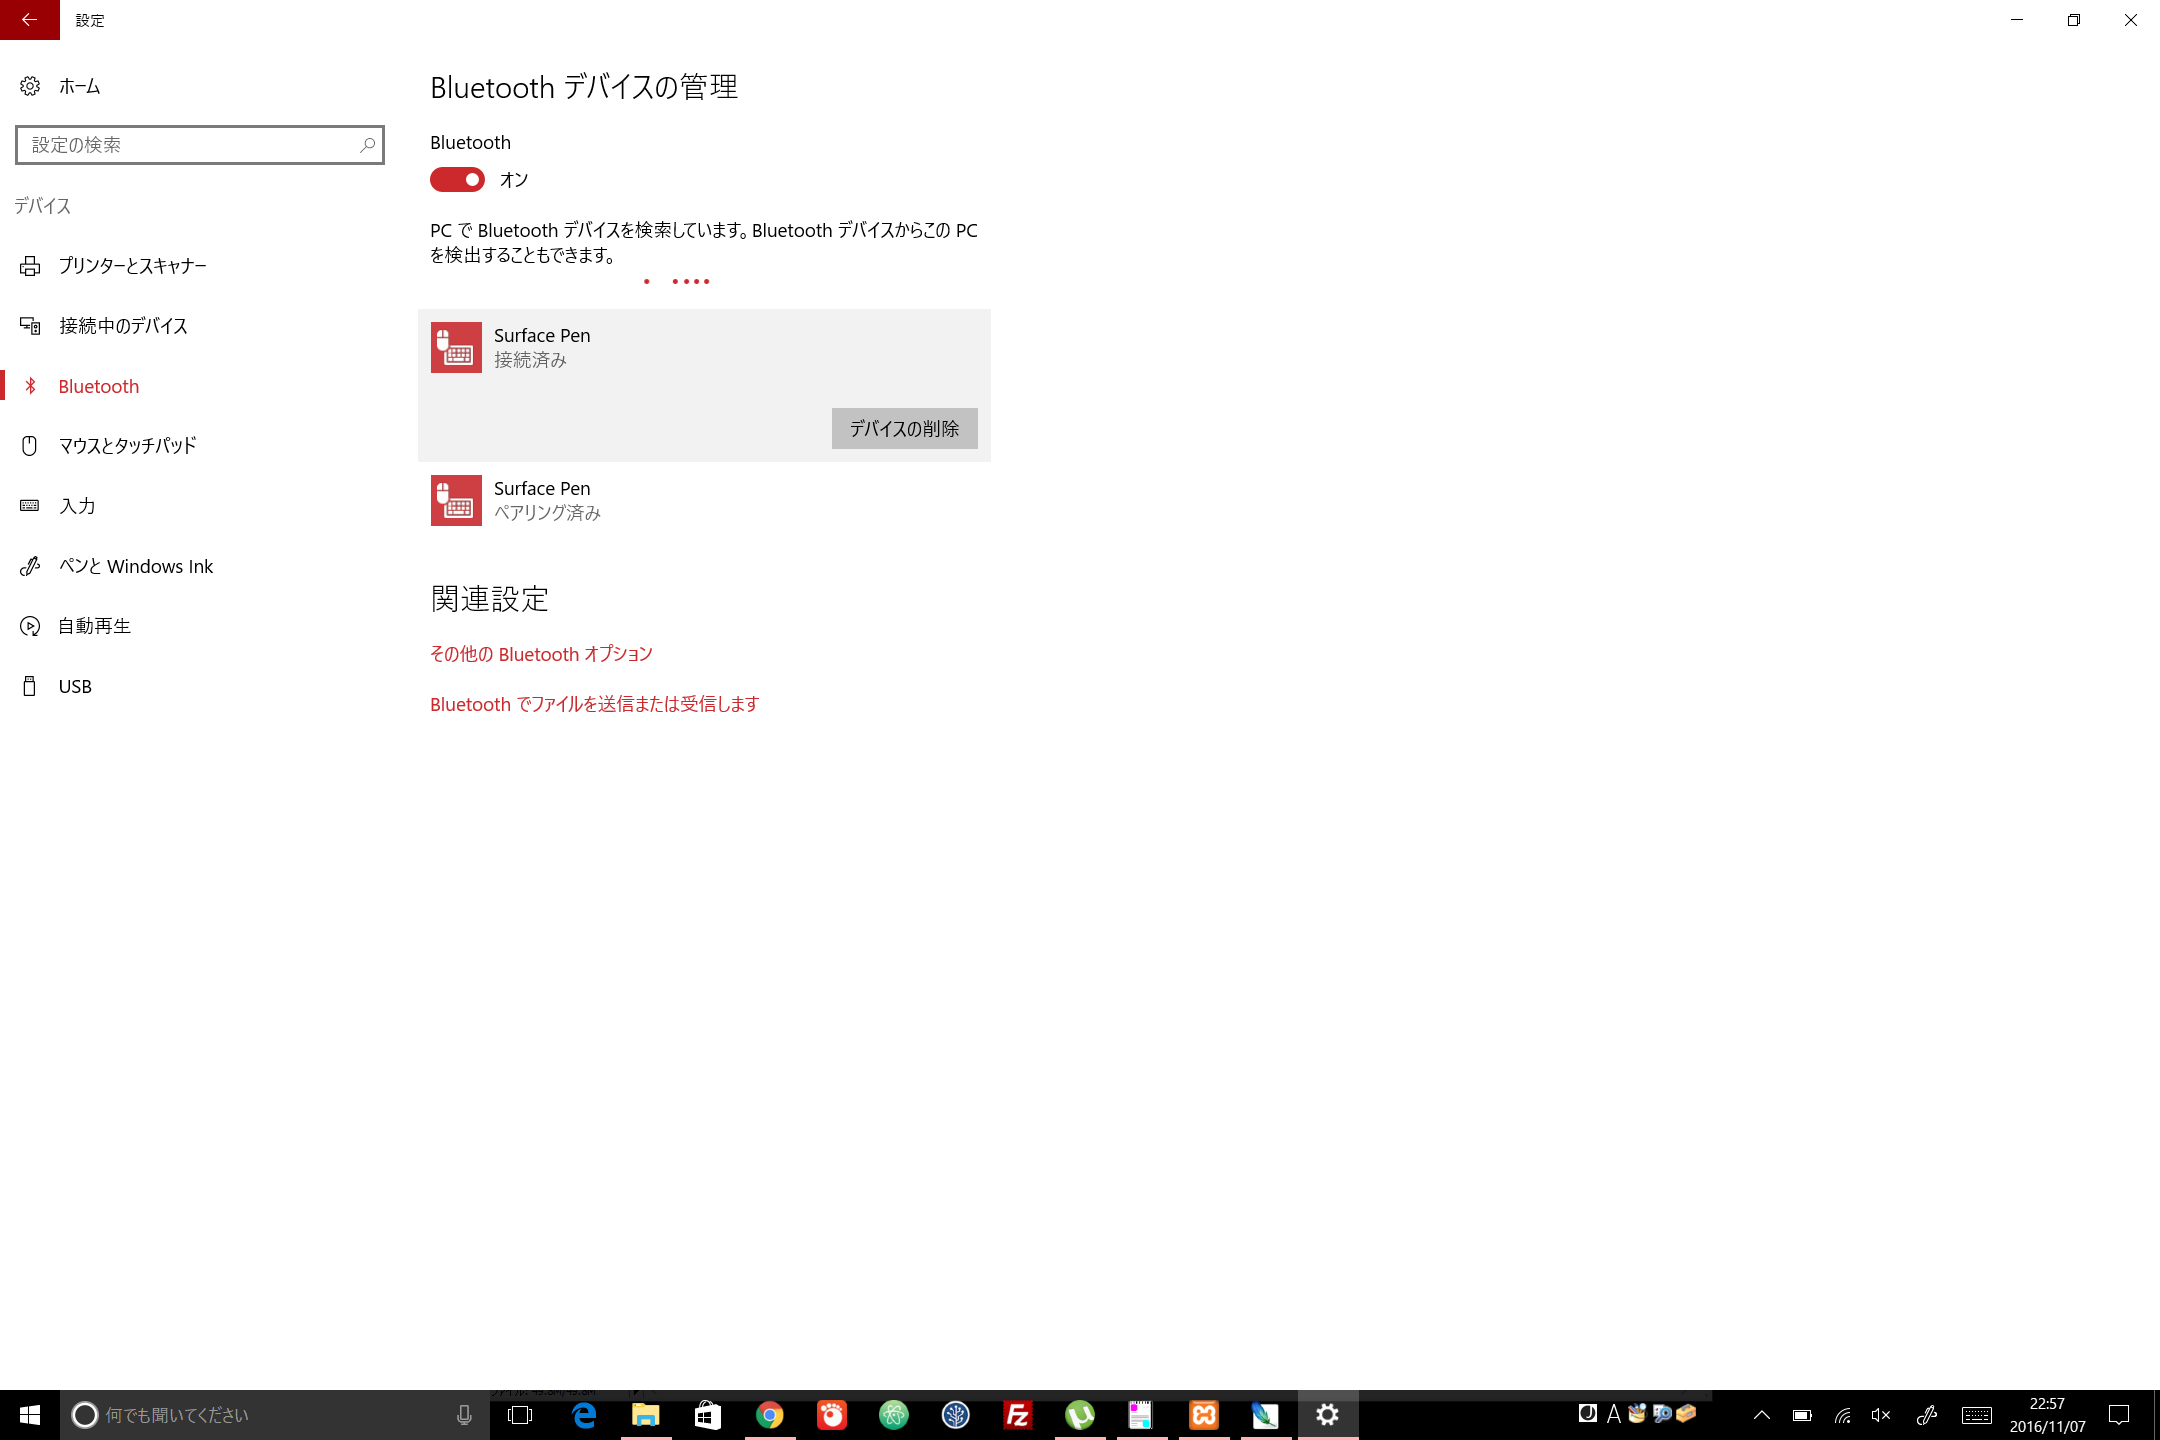 設定
ホーム
設定の検索
デバイス
プリンターとスキャナー
接続中のデバイス
Bluetooth
マウスとタッチパッド
入力
ペンと Windows Ink
自動再生
USB
Bluetooth デバイスの管理
Bluetooth
オン
PC で Bluetooth デバイスを検索しています。Bluetooth デバイスからこの PC
を検出することもできます。
Surface Pen
接続済み
デバイスの削除
Surface Pen
ペアリング済み
関連設定
その他の Bluetooth オプション
Bluetooth でファイルを送信または受信します
何でも聞いてください
A
22:57
2016/11/07